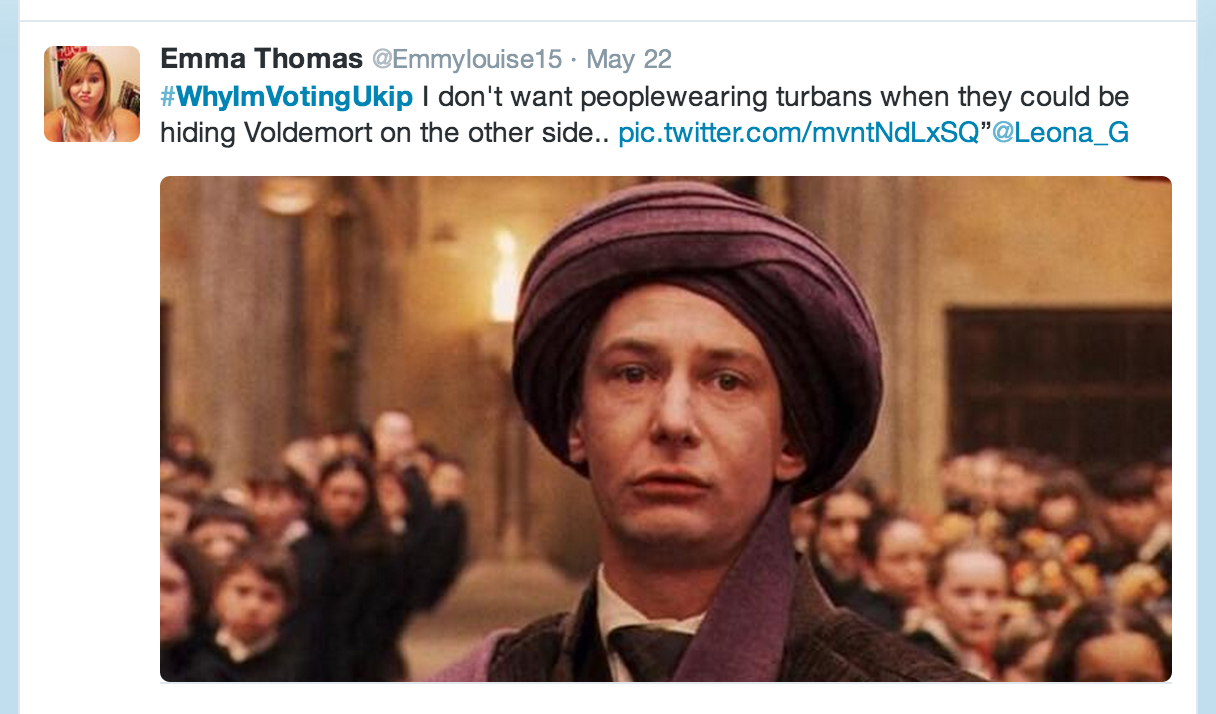 Emma Thomas @Emmylouise15 · May 22
#WhyImVotingUkip I don't want peoplewearing turbans when they could be
hiding Voldemort on the other side.. pic.twitter.com/mvntNdLxSQ”@Leona_G